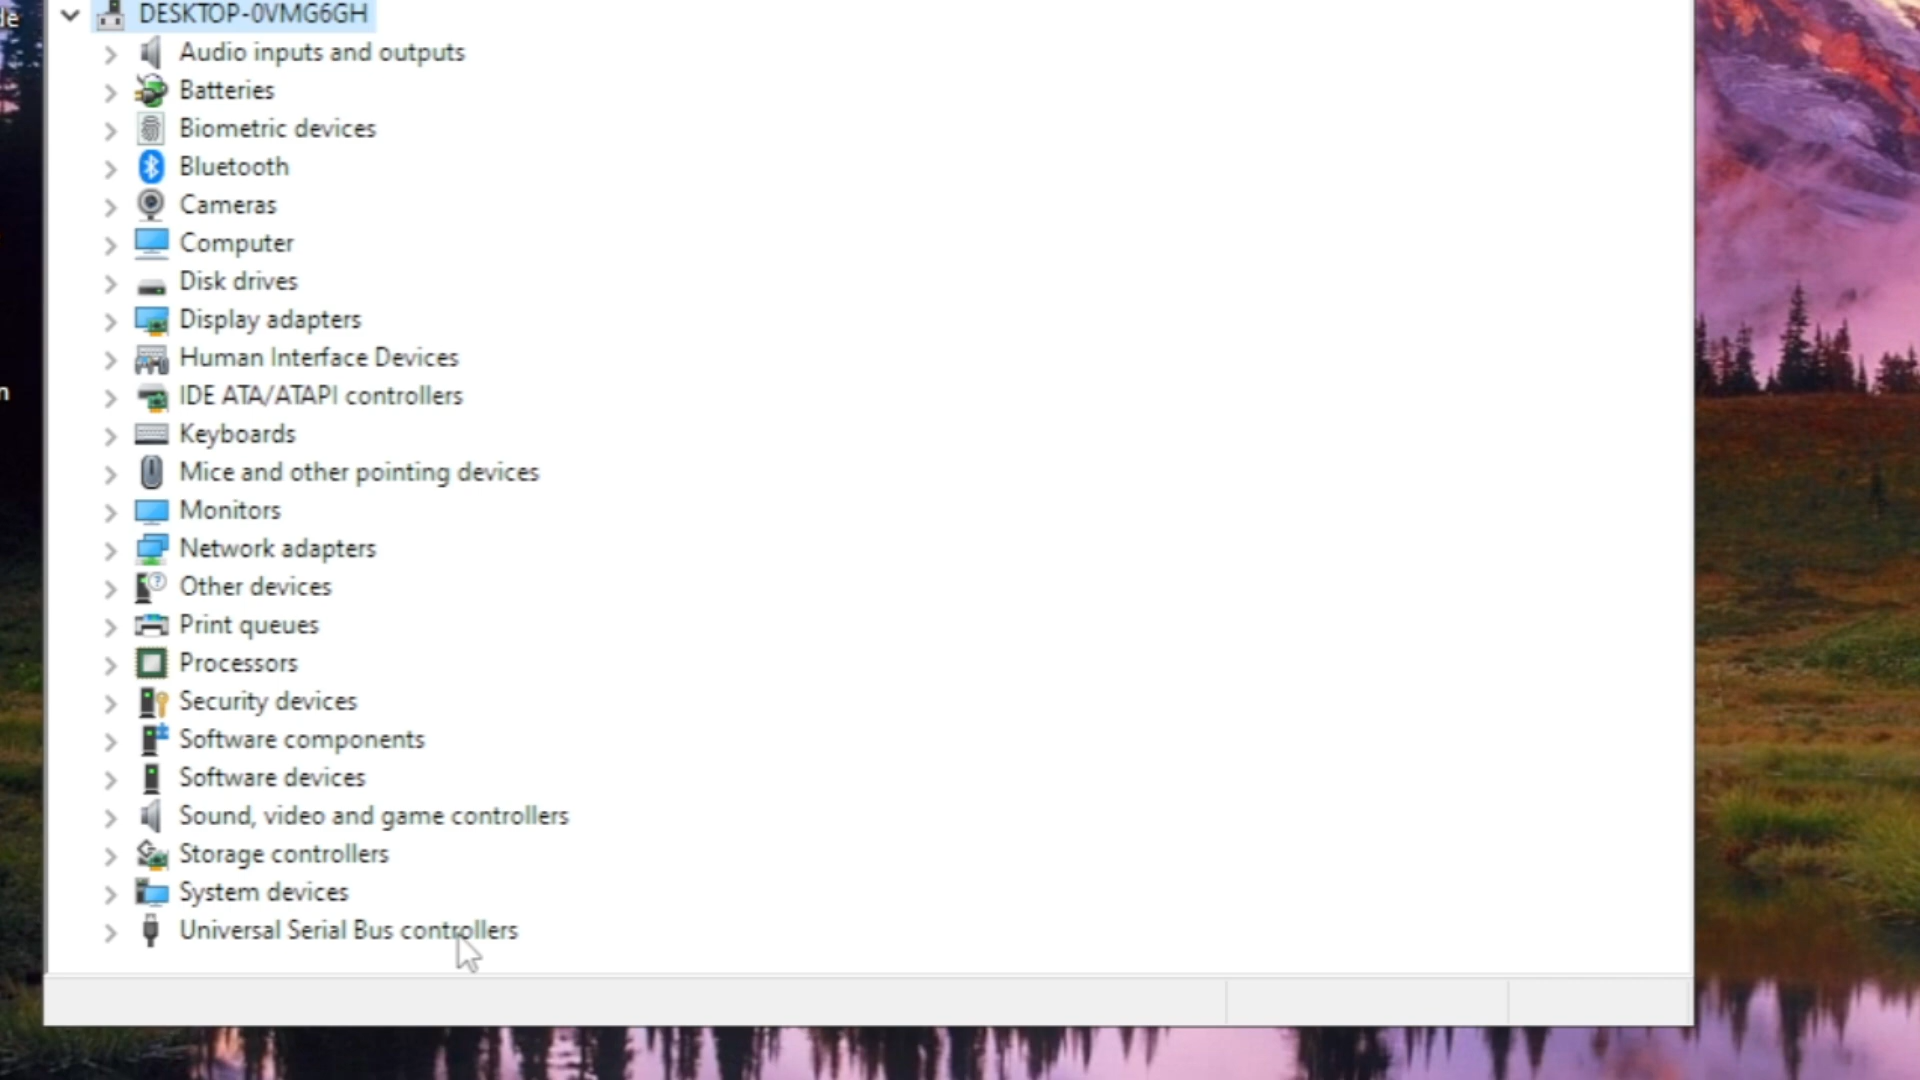 DESKTOP-0VMG6GH
Audio inputs and outputs
Batteries
Biometric devices
Bluetooth
Cameras
Computer
Disk drives
Display adapters
Human Interface Devices
IDE ATA/ATAPI controllers
Keyboards
Mice and other pointing devices
Monitors
Network adapters
Other devices
Print queues
Processors
Security devices
Software components
Software devices
Sound, video and game controllers
Storage controllers
System devices
Universal Serial Bus controllers